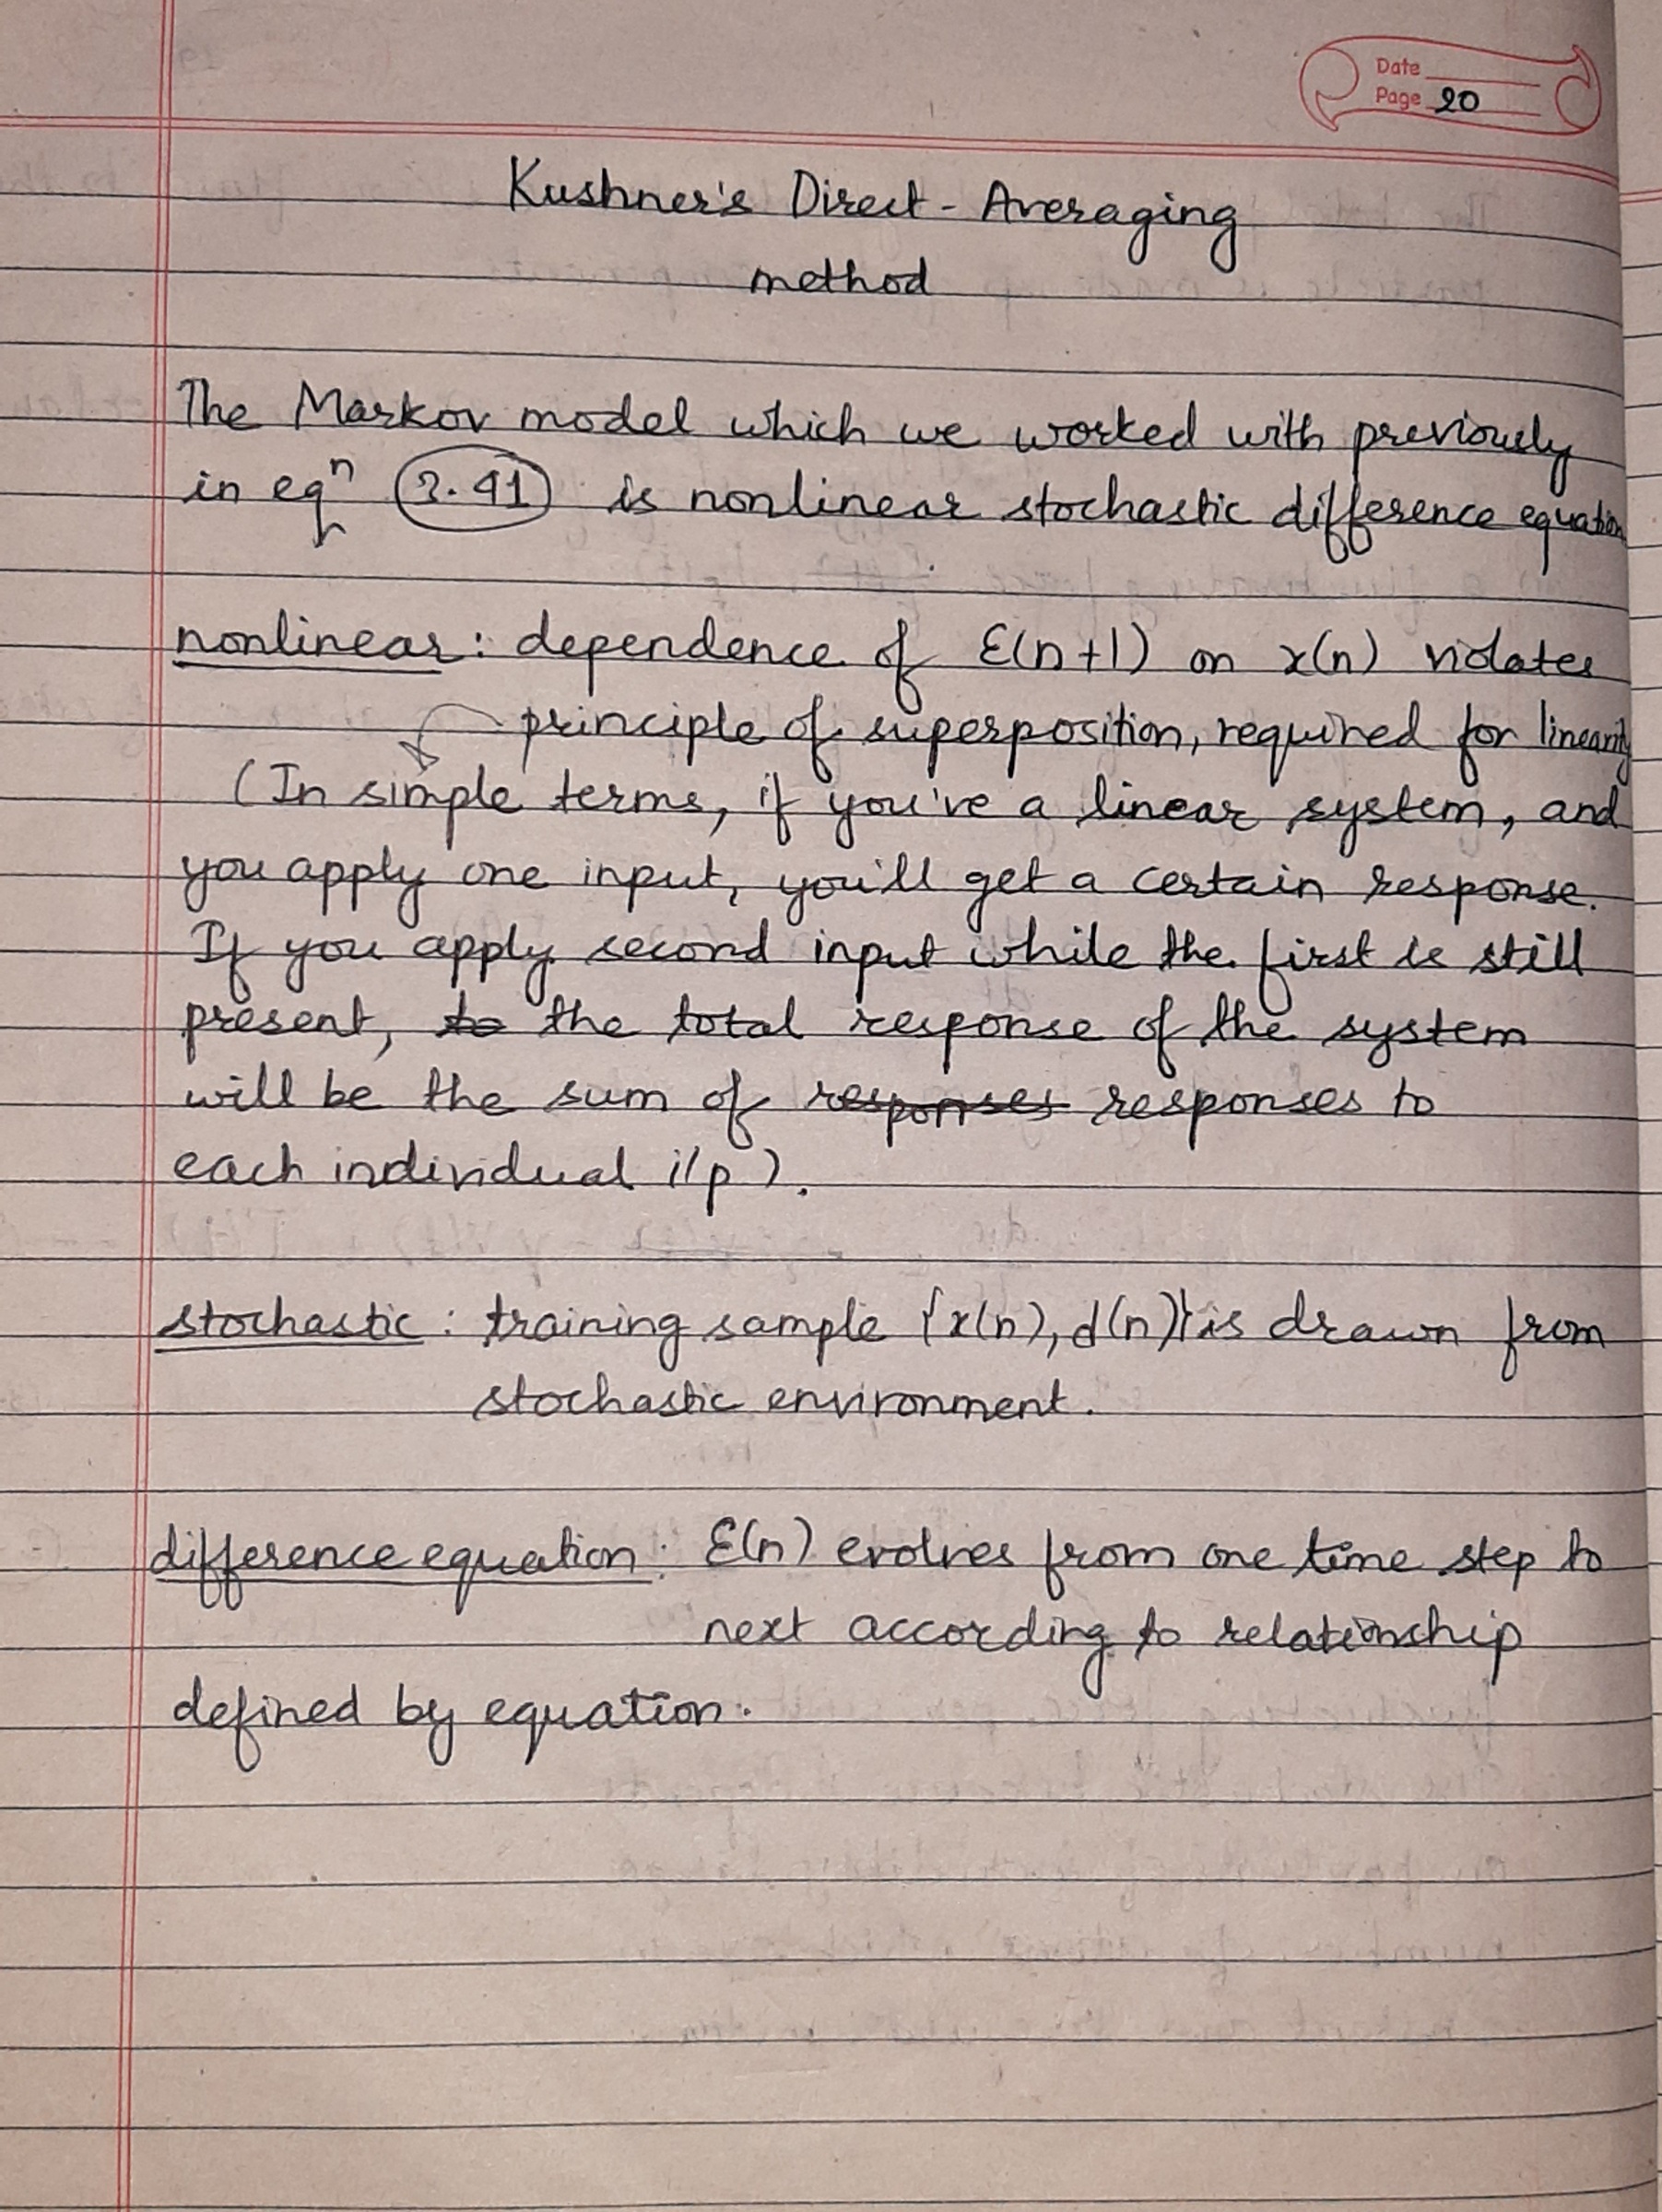 Date
Page 20
Kushner's Direct - Averaging
method
The Markov model which we worked with previously
in eqⁿ 3.41 is nonlinear stochastic difference equation
nonlinear: dependence of Ɛ(n+1) on x(n) violates
principle of superposition, required for linearity
(In simple terms, if you've a linear system, and
you apply one input, you'll get a certain response.
If you apply second input while the first is still
present, to the total response of the system
will be the sum of responses responses to
each individual i/p).
stochastic: training sample {x(n), d(n)} is drawn from
stochastic environment.
difference equation: Ɛ(n) evolves from one time step to
next according to relationship
defined by equation.